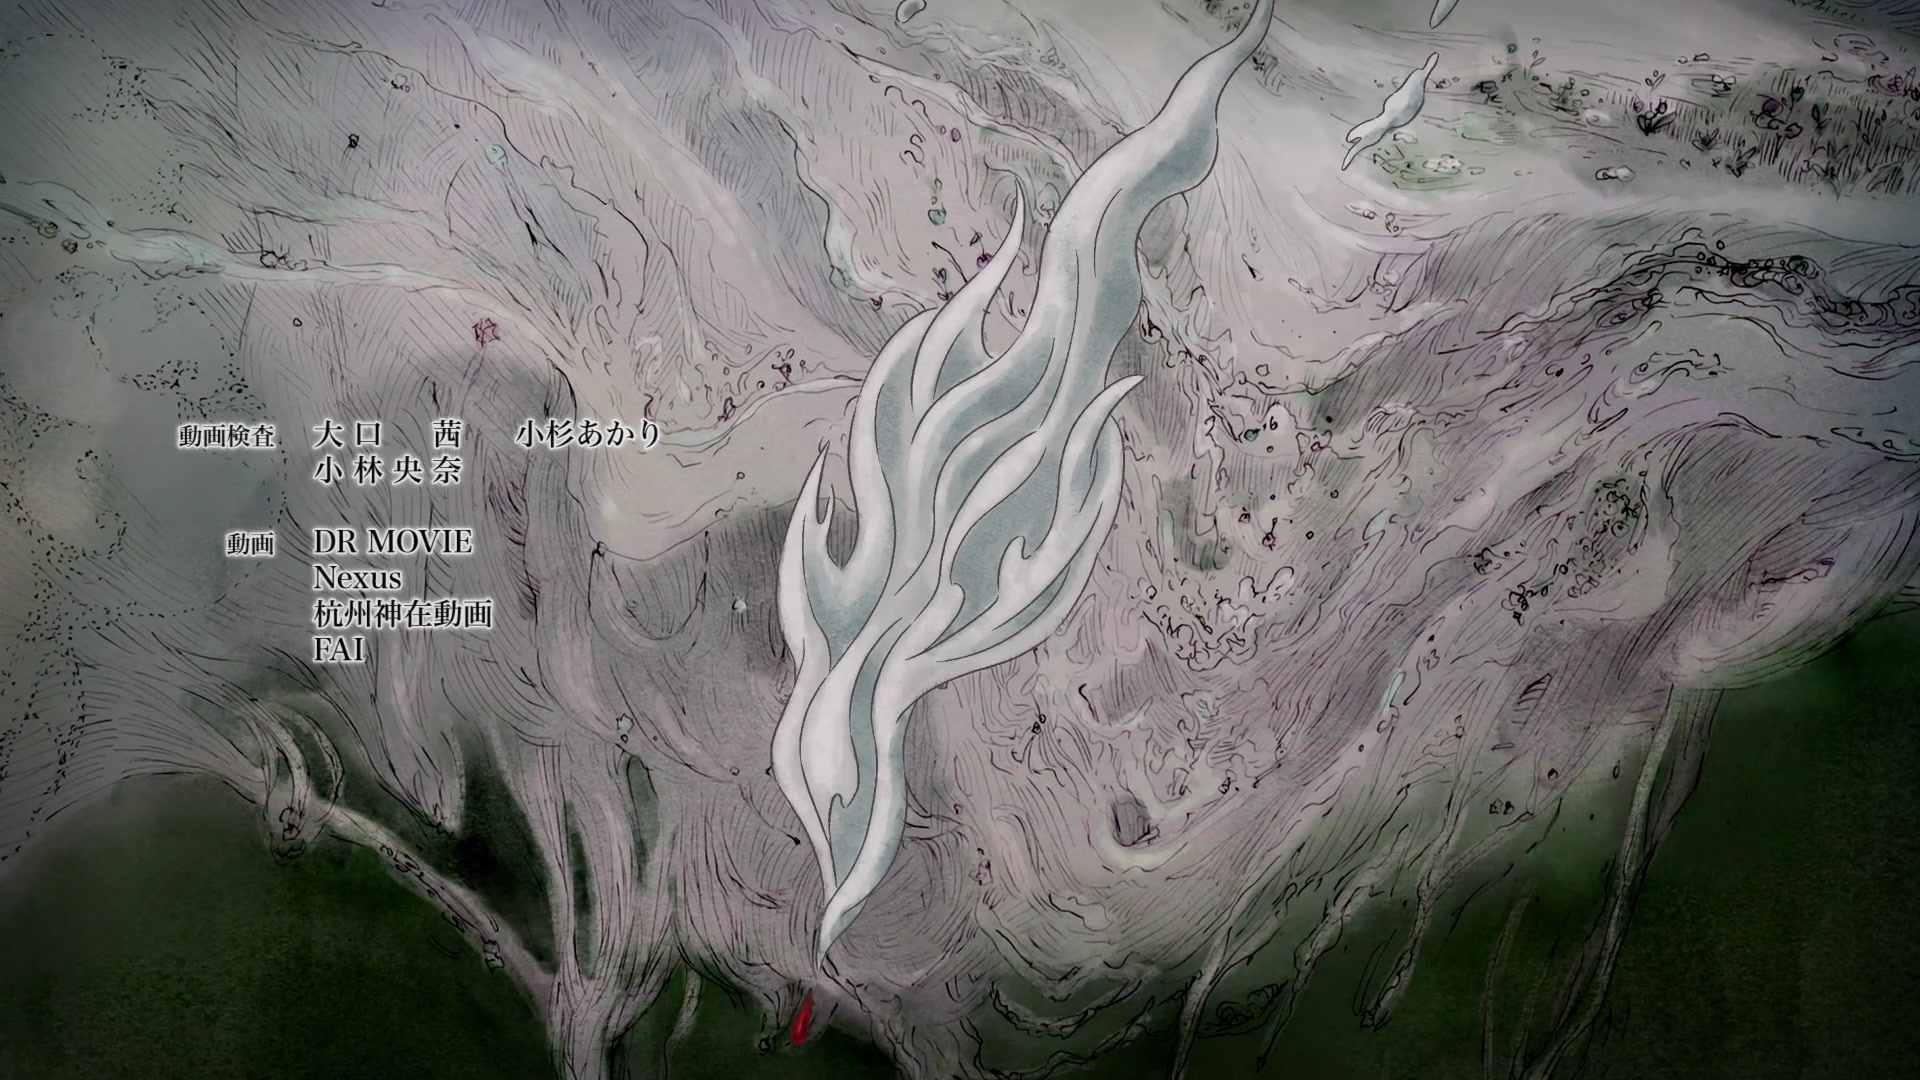 動画検査 大口 茜 小杉あかり
小林央奈
動画 DR MOVIE
Nexus
杭州神在動画
FAI